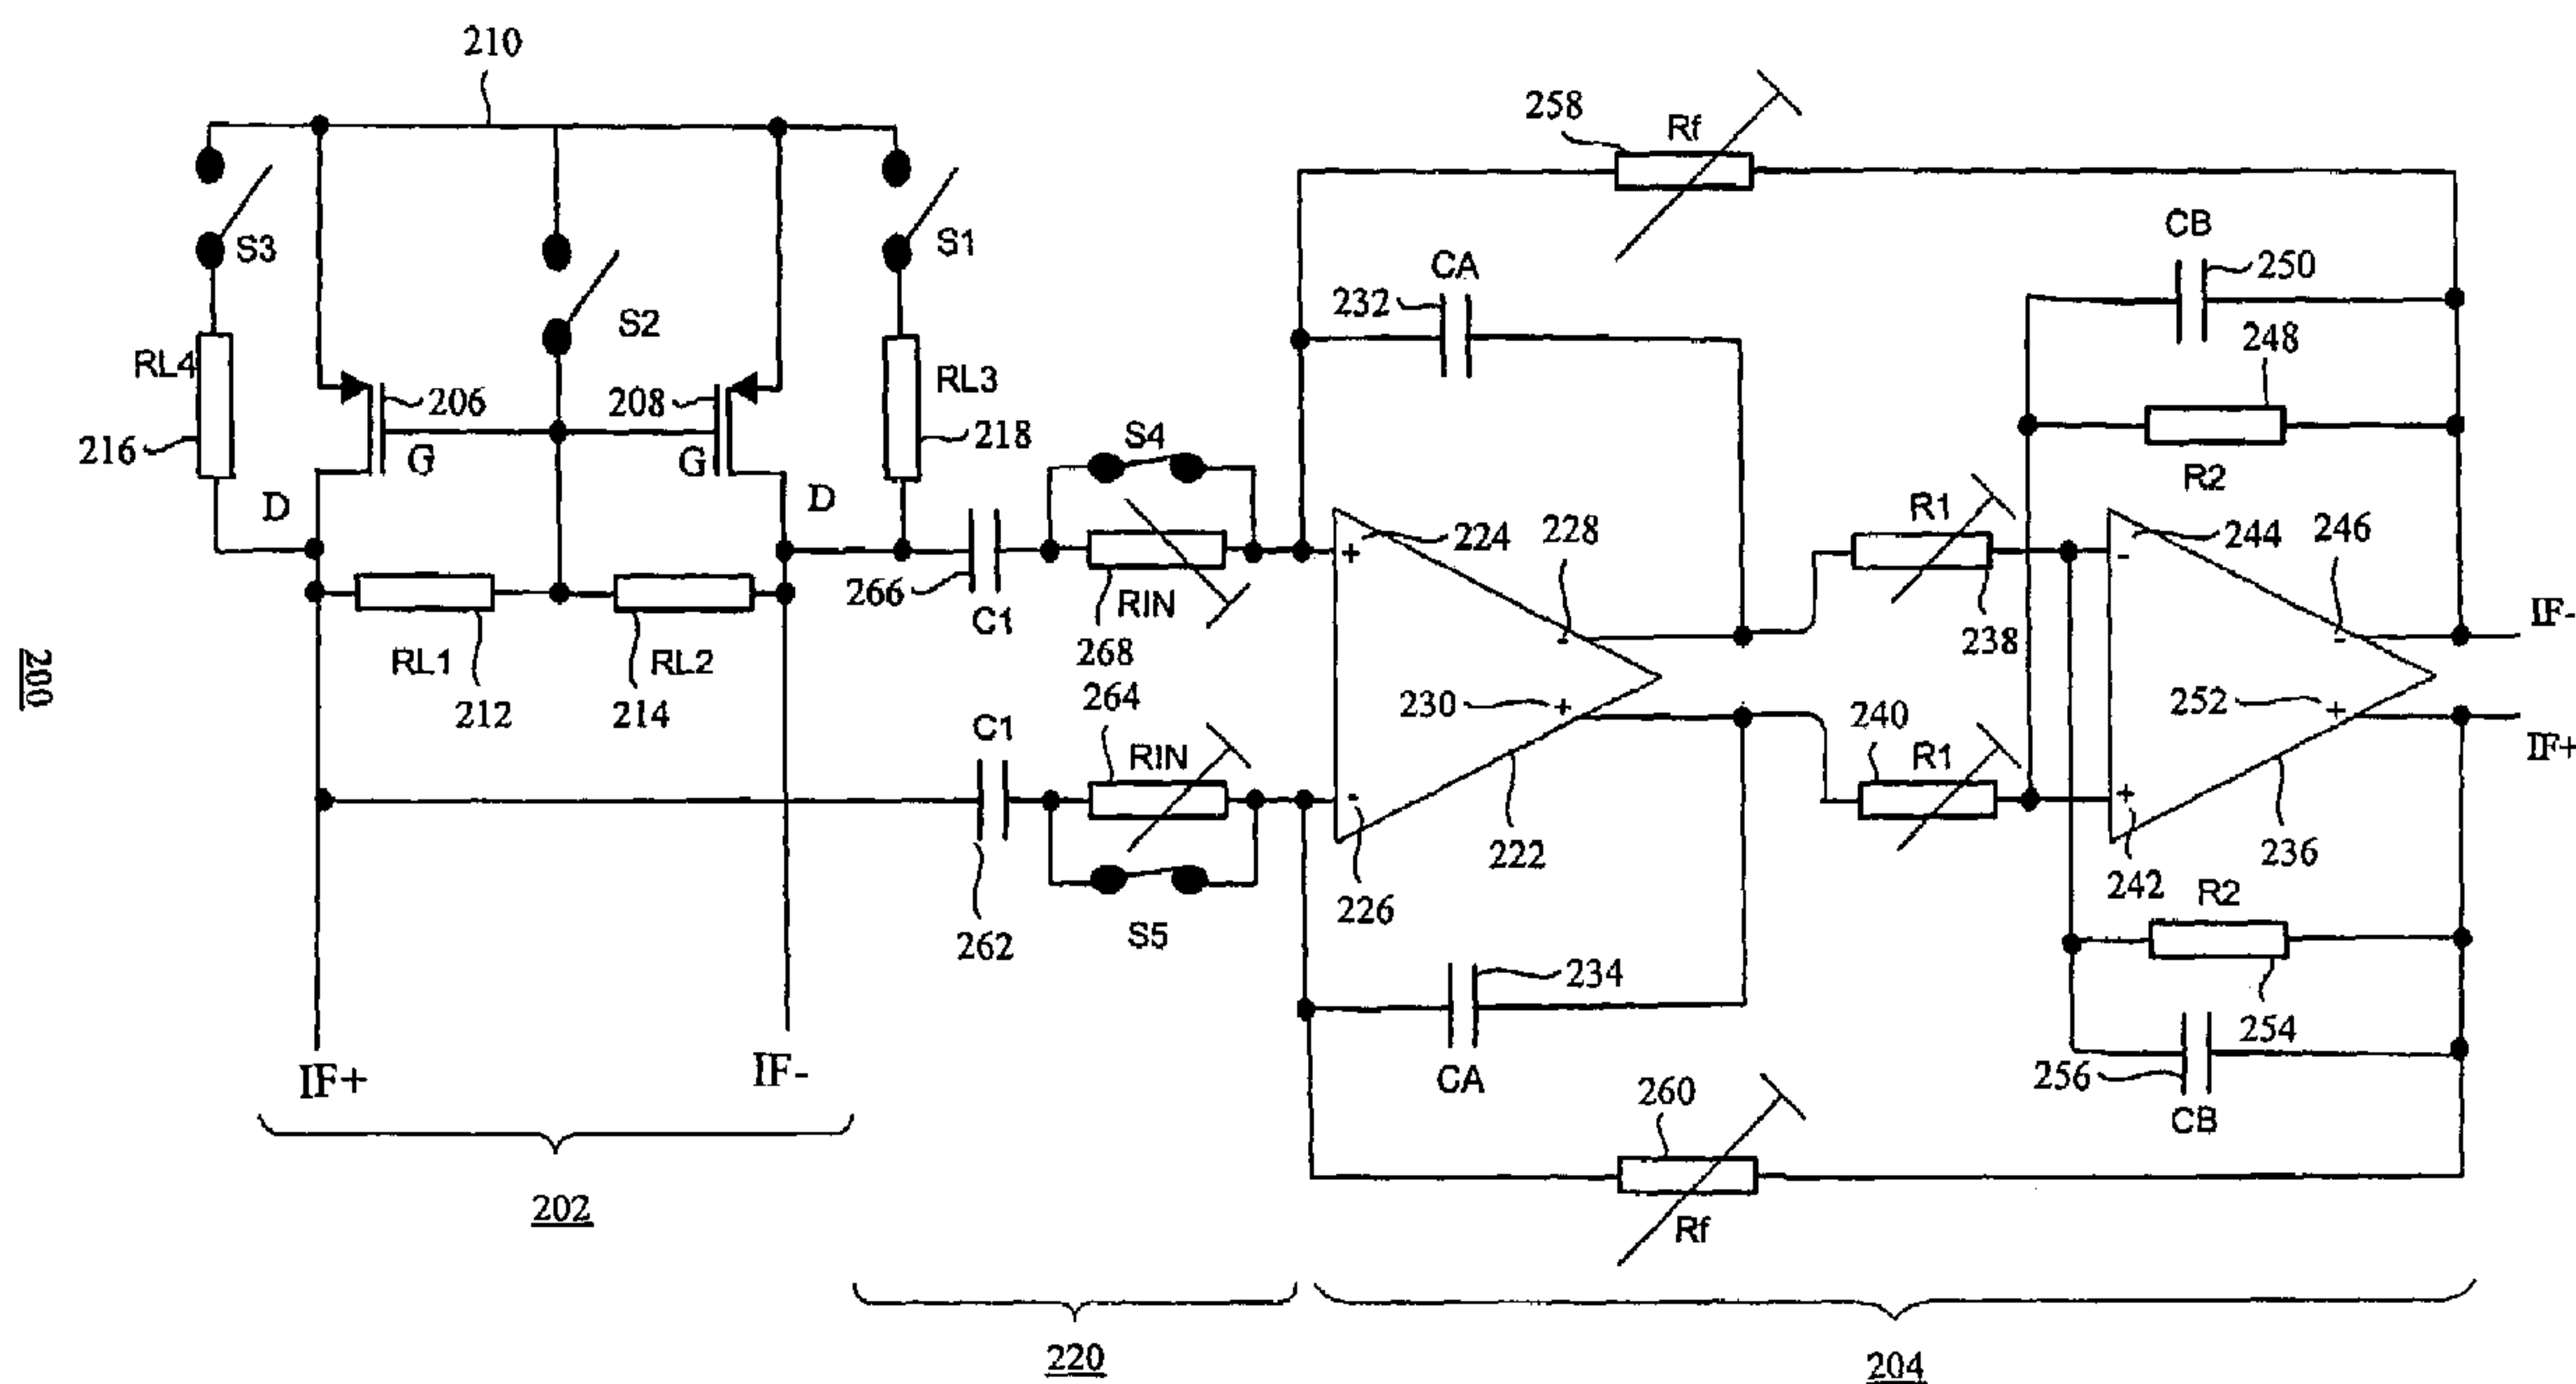 210
258
Rf
CB
250
S3
S1
CA
232
S2
248
RL4
206
208
RL3
216
G
G
218
S4
R2
D
D
R1
224
228
244
246
IF-
+
-
266
C1
RIN
268
-
238
-
RL1
RL2
200
212
214
264
C1
RIN
230
+
240
R1
252
+
IF+
-
+
226
222
242
236
262
S5
R2
234
254
IF+
IF-
CA
256
CB
260
202
Rf
220
204